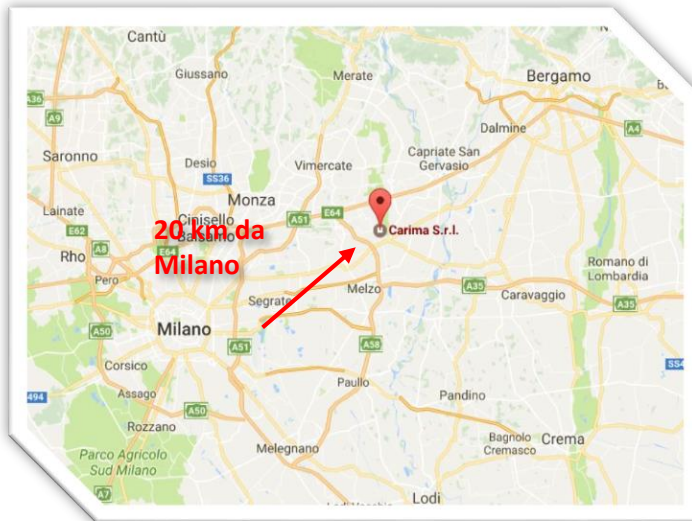 Cantù
Giussano
Merate
Bergamo
A36
A9
Dalmine
A4
Saronno
Desio
Vimercate
Capriate San
Gervasio
SS36
Monza
Lainate
E62
Cinisello
Balsamo
A51
E64
Carima S.r.l.
20 km da
Milano
Rho
A8
E64
Pero
Romano di
Lombardia
Segrate
Melzo
A35
Caravaggio
A35
Milano
A50
A51
A58
Corsico
Paullo
494
Assago
A50
Pandino
Rozzano
Bagnolo
Cremasco
Crema
Melegnano
Parco Agricolo
Sud Milano
A7
Lodi